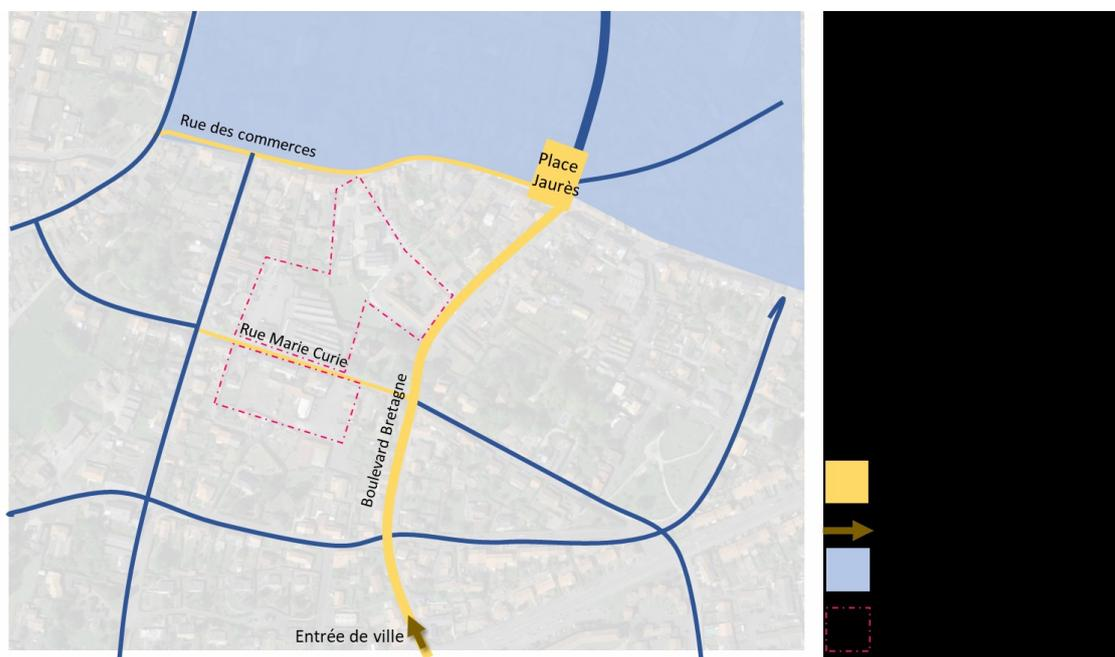 Rue des commerces
Place
Jaurès
Rue Marie Curie
Boulevard Bretagne
Entrée de ville